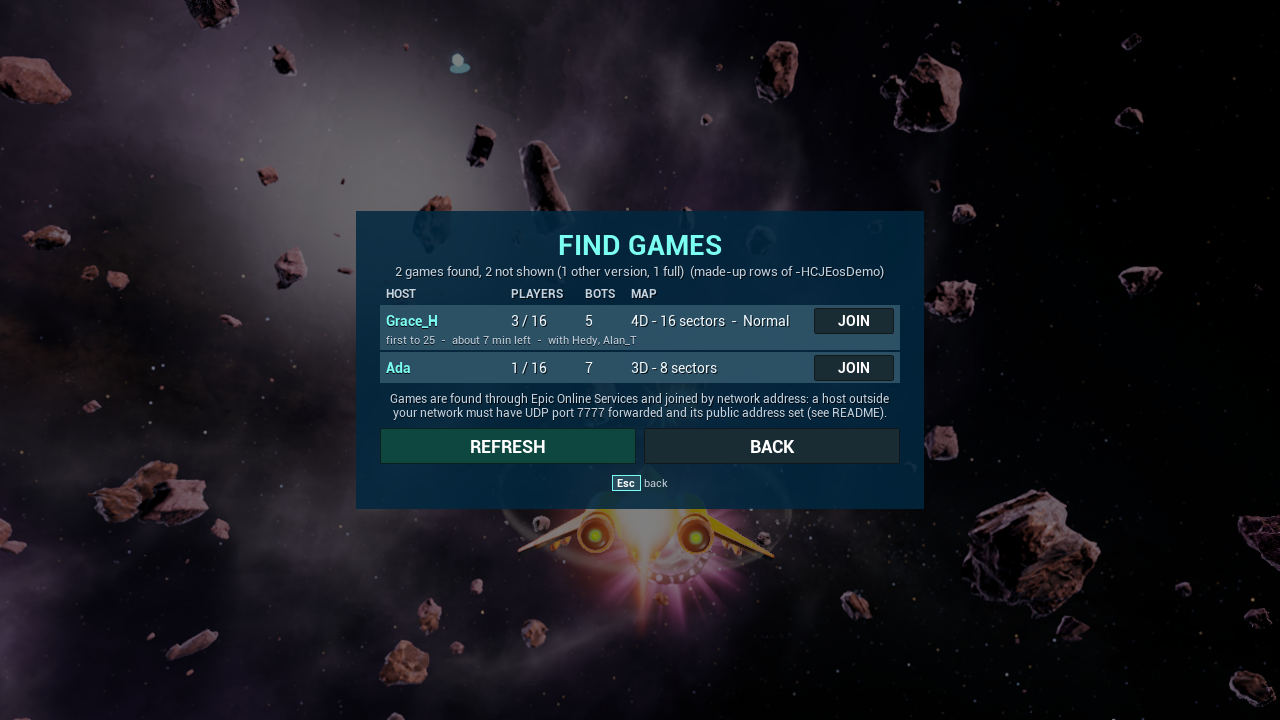 FIND GAMES
2 games found, 2 not shown (1 other version, 1 full)  (made-up rows of -HCJEosDemo)
HOST PLAYERS BOTS MAP
Grace_H 3 / 16 5 4D - 16 sectors  -  Normal JOIN
first to 25  -  about 7 min left  -  with Hedy, Alan_T
Ada 1 / 16 7 3D - 8 sectors JOIN
Games are found through Epic Online Services and joined by network address: a host outside
your network must have UDP port 7777 forwarded and its public address set (see README).
REFRESH BACK
Esc back